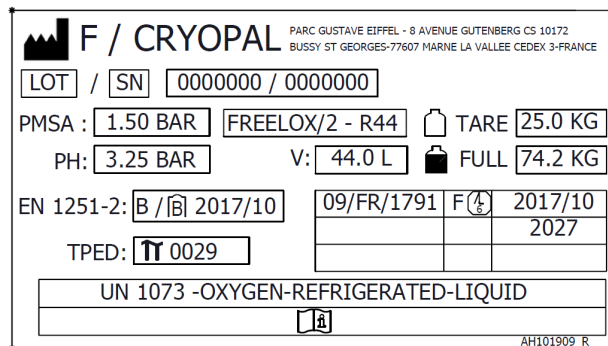 F / CRYOPAL PARC GUSTAVE EIFFEL - 8 AVENUE GUTENBERG CS 10172
BUSSY ST GEORGES-77607 MARNE LA VALLEE CEDEX 3-FRANCE
LOT / SN 0000000 / 0000000
PMSA : 1.50 BAR FREELOX/2 - R44 TARE 25.0 KG
PH: 3.25 BAR V: 44.0 L FULL 74.2 KG
EN 1251-2: B / B 2017/10 09/FR/1791 F 2017/10
2027
TPED: π 0029
UN 1073 -OXYGEN-REFRIGERATED-LIQUID
AH101909_R